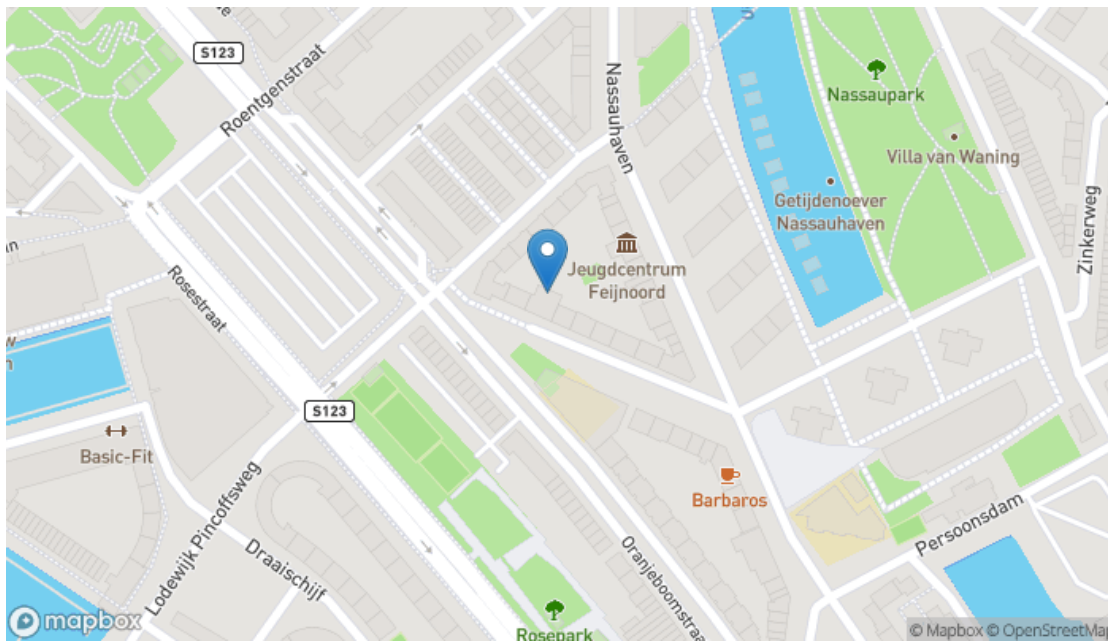 S123
Roentgenstraat
Nassauhaven
Nassaupark
Villa van Waning
Getijdenoever
Nassauhaven
Zinkerweg
Jeugdcentrum
Feijnoord
Rosestraat
S123
Basic-Fit
Lodewijk Pincoffsweg
Draaischijf
Barbaros
Oranjeboomstraa
Persoonsdam
Rosepark
mapbox
© Mapbox © OpenStreetMap